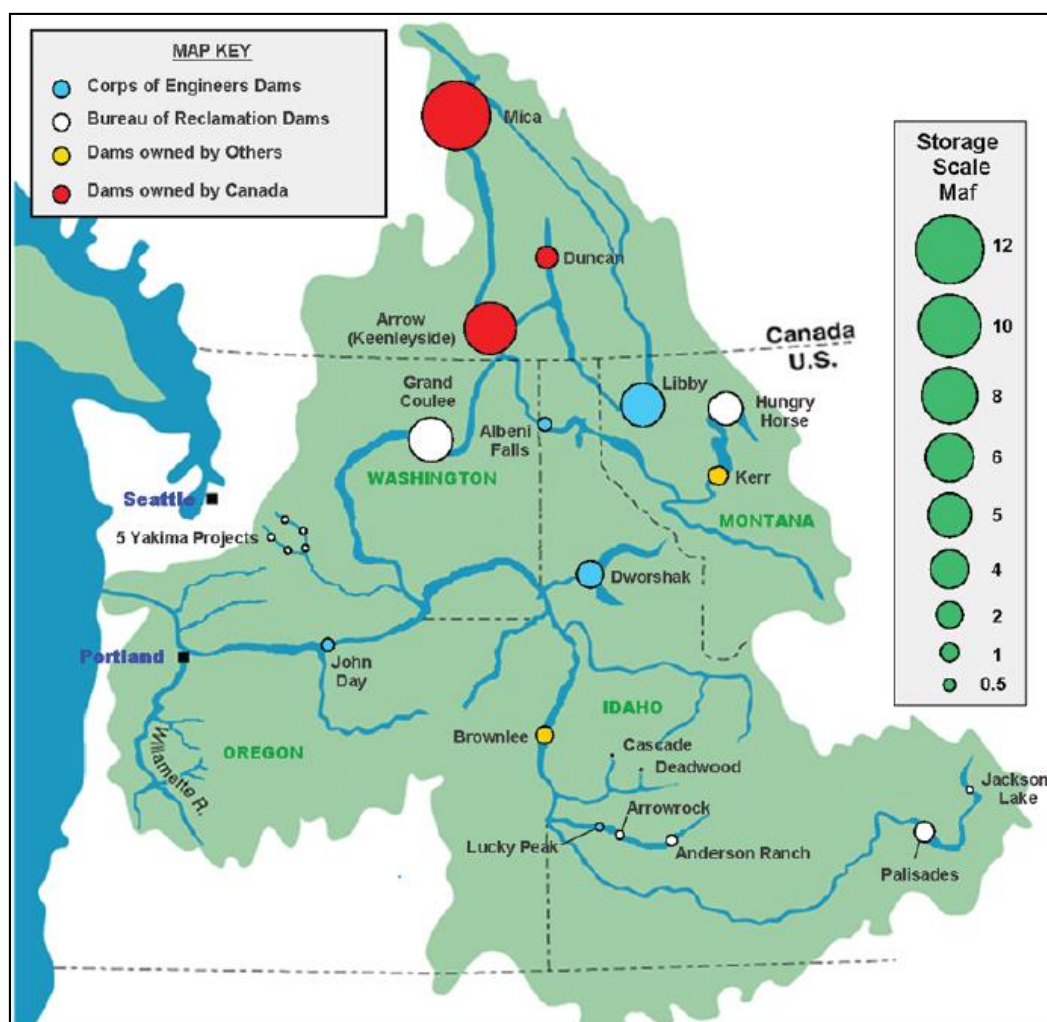 MAP KEY
Corps of Engineers Dams
Bureau of Reclamation Dams
Dams owned by Others
Dams owned by Canada
Storage
Scale
Maf
12
10
8
6
5
4
2
1
0.5
Mica
Duncan
Arrow
(Keenleyside)
Canada
U.S.
Grand
Coulee
Libby
Hungry
Horse
Albeni
Falls
WASHINGTON
Kerr
Seattle
MONTANA
5 Yakima Projects
Dworshak
Portland
John
Day
IDAHO
Brownlee
OREGON
Cascade
Deadwood
Willamette R.
Jackson
Lake
Arrowrock
Lucky Peak
Anderson Ranch
Palisades